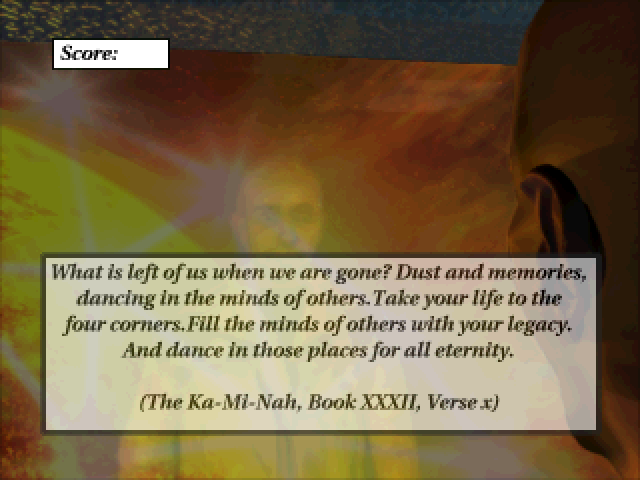 Score:
What is left of us when we are gone? Dust and memories,
dancing in the minds of others.Take your life to the
four corners.Fill the minds of others with your legacy.
And dance in those places for all eternity.
(The Ka-Mi-Nah, Book XXXII, Verse x)